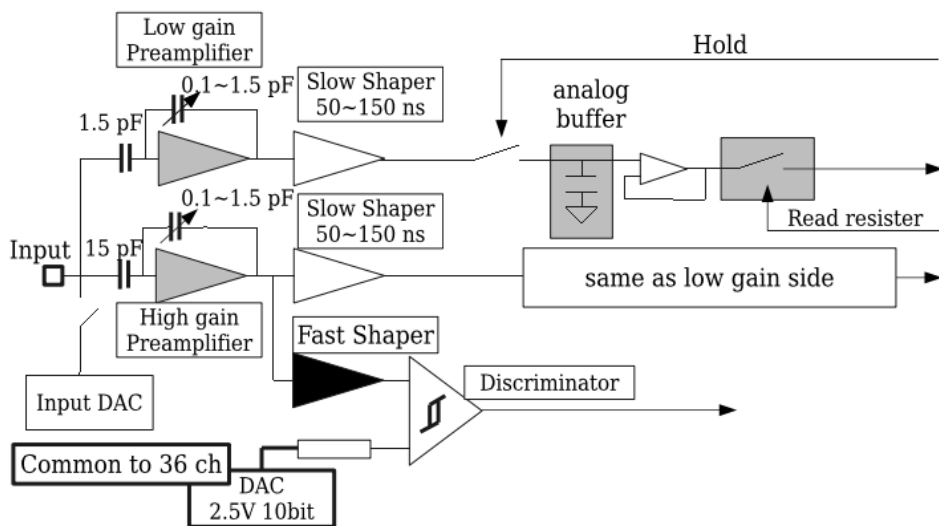 Low gain
Preamplifier
0.1~1.5 pF
1.5 pF
Slow Shaper
50~150 ns
Hold
analog
buffer
Read resister
0.1~1.5 pF
15 pF
Input
Slow Shaper
50~150 ns
same as low gain side
High gain
Preamplifier
Fast Shaper
Discriminator
Input DAC
Common to 36 ch
DAC
2.5V 10bit